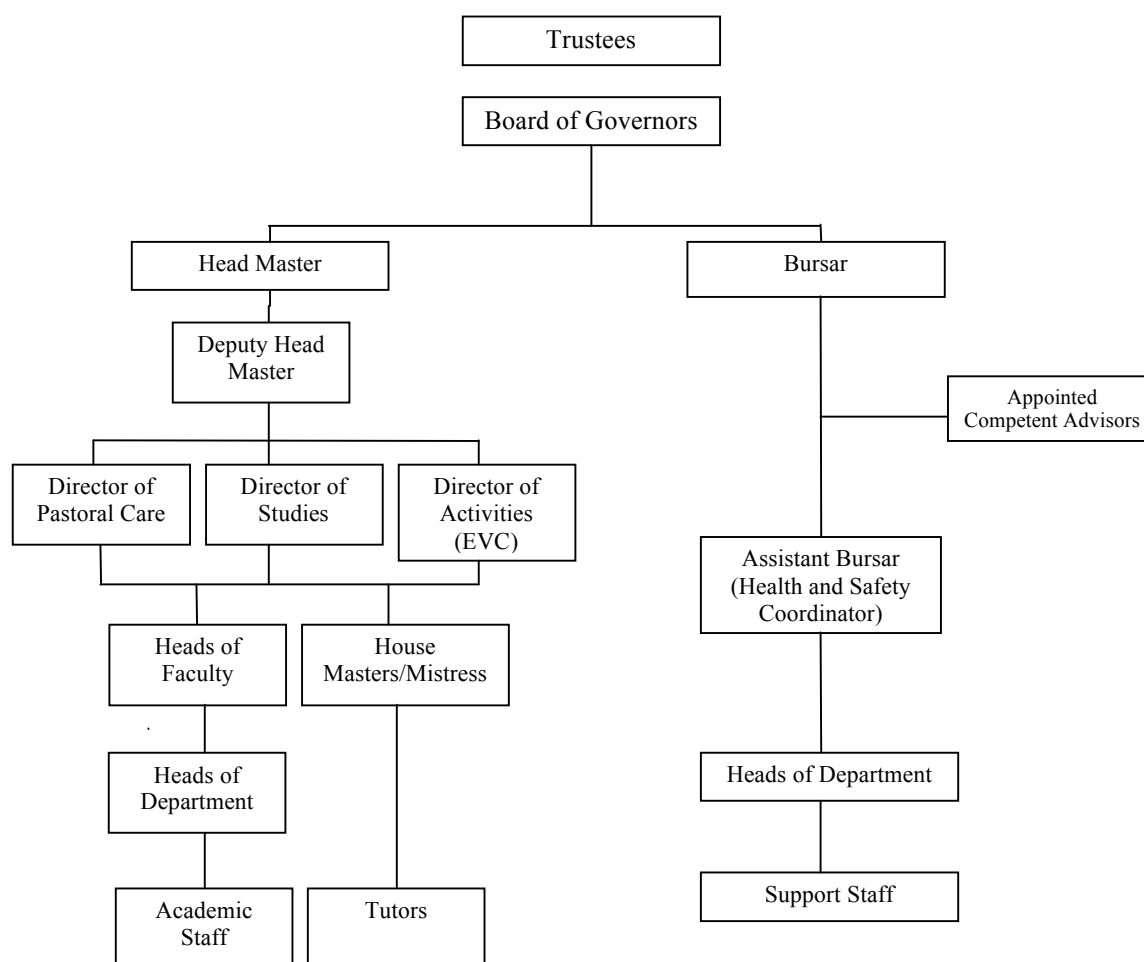 Trustees
Board of Governors
Head Master
Bursar
Deputy Head
Master
Appointed
Competent Advisors
Director of
Pastoral Care
Director of
Studies
Director of
Activities
(EVC)
Assistant Bursar
(Health and Safety
Coordinator)
Heads of
Faculty
House
Masters/Mistress
Heads of
Department
Heads of Department
Academic
Staff
Tutors
Support Staff